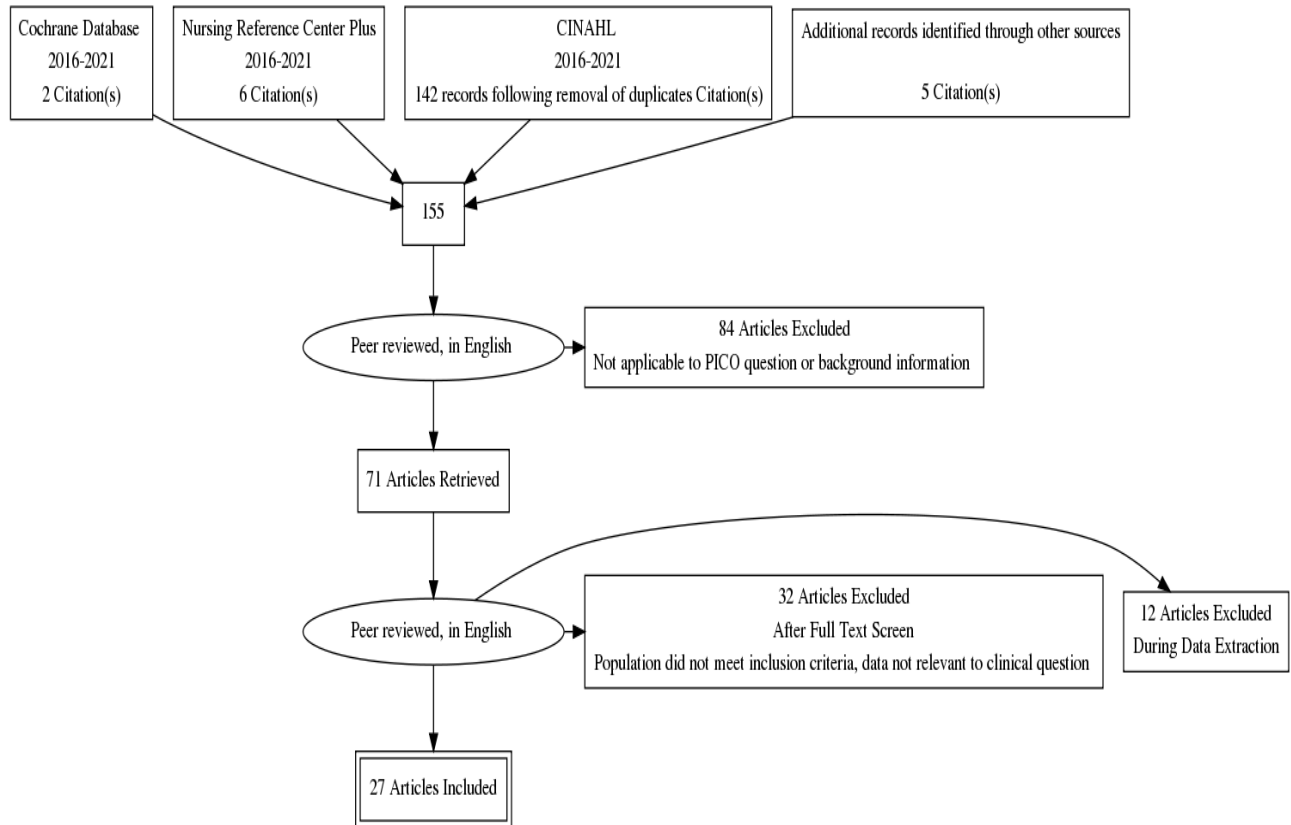 Cochrane Database
2016-2021
2 Citation(s)
Nursing Reference Center Plus
2016-2021
6 Citation(s)
CINAHL
2016-2021
142 records following removal of duplicates Citation(s)
Additional records identified through other sources
5 Citation(s)
155
Peer reviewed, in English
84 Articles Excluded
Not applicable to PICO question or background information
71 Articles Retrieved
Peer reviewed, in English
32 Articles Excluded
After Full Text Screen
Population did not meet inclusion criteria, data not relevant to clinical question
12 Articles Excluded
During Data Extraction
27 Articles Included